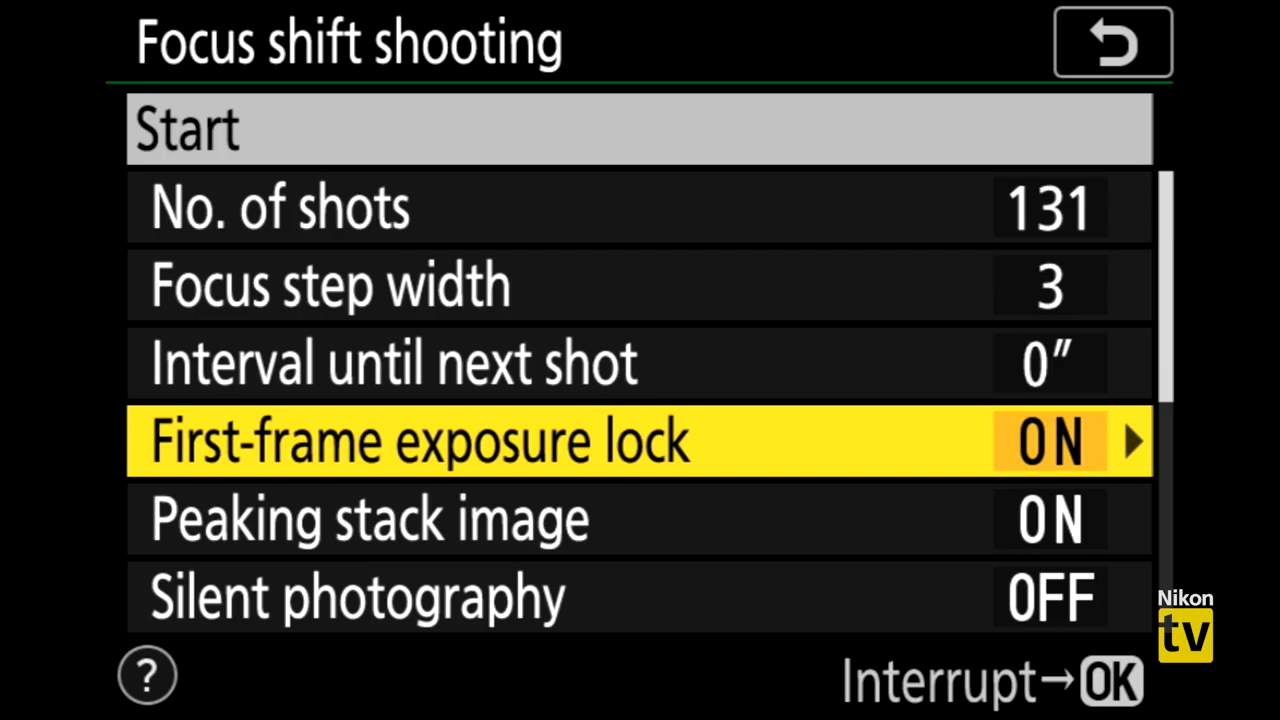 Focus shift shooting
Start
No. of shots 131
Focus step width 3
Interval until next shot 0″
First-frame exposure lock ON
Peaking stack image ON
Silent photography OFF
Nikon
tv
? Interrupt→OK